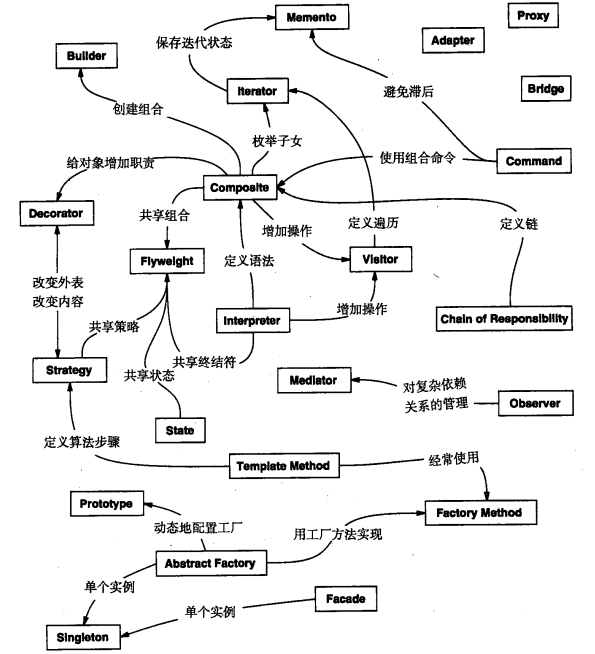 Memento
Proxy
Adapter
保存迭代状态
Builder
Iterator
避免滞后
Bridge
创建组合
枚举子女
给对象增加职责
使用组合命令
Command
Composite
Decorator
共享组合
增加操作
定义遍历
定义链
Flyweight
定义语法
Visitor
改变外表
改变内容
Interpreter
增加操作
Chain of Responsibility
共享策略
共享终结符
Strategy
共享状态
Mediator
对复杂依赖
关系的管理
Observer
State
定义算法步骤
Template Method
经常使用
Prototype
Factory Method
动态地配置工厂
用工厂方法实现
Abstract Factory
单个实例
Facade
单个实例
Singleton